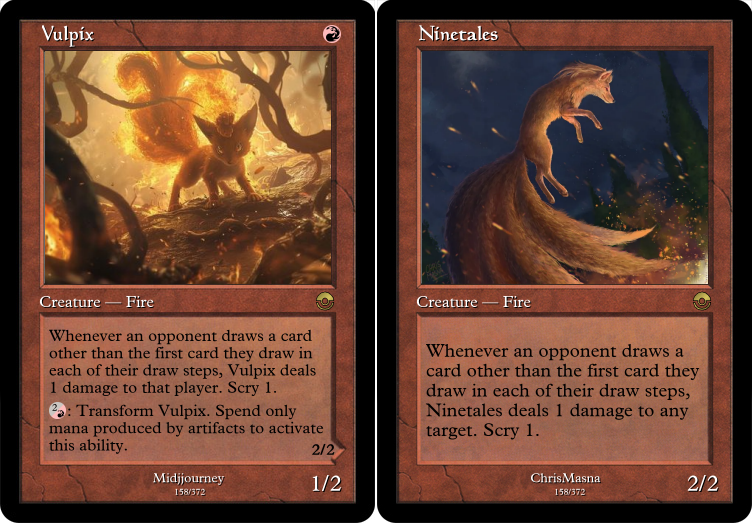 Vulpix
Creature — Fire
Whenever an opponent draws a card
other than the first card they draw in
each of their draw steps, Vulpix deals
1 damage to that player. Scry 1.
2: Transform Vulpix. Spend only
mana produced by artifacts to activate
this ability.
2/2
Midjjourney
158/372
1/2
Ninetales
Creature — Fire
Whenever an opponent draws a
card other than the first card they
draw in each of their draw steps,
Ninetales deals 1 damage to any
target. Scry 1.
ChrisMasna
158/372
2/2